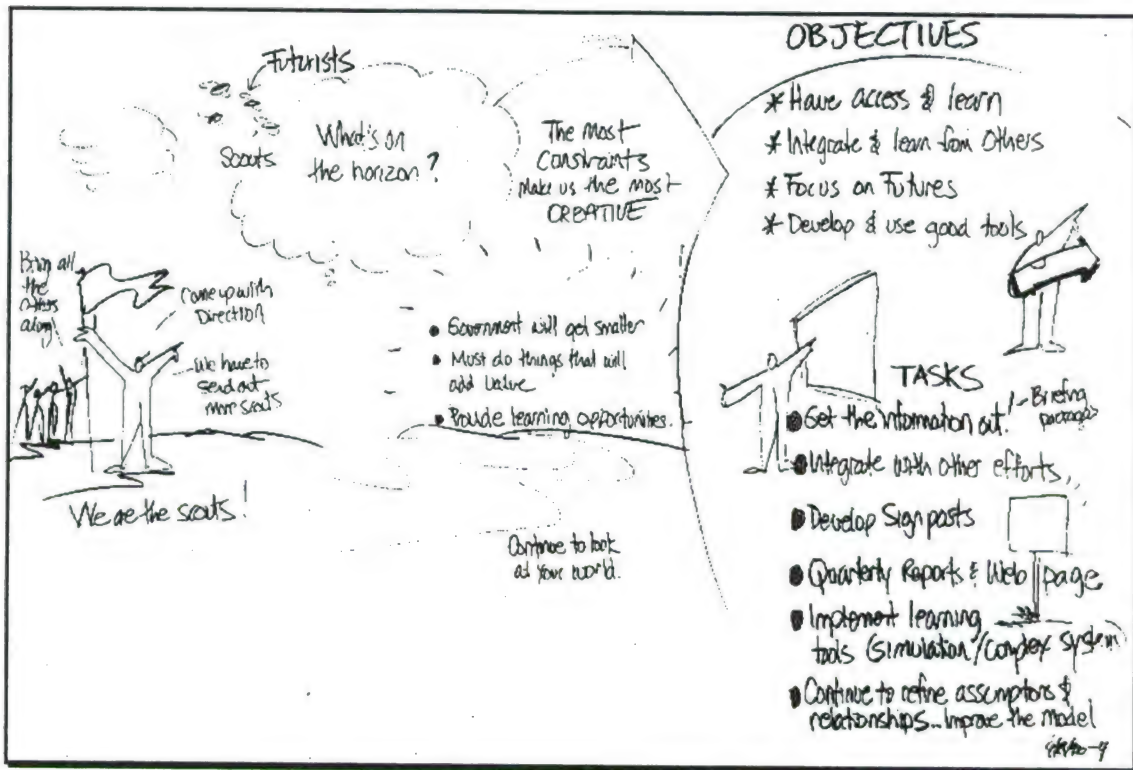 Futurists
Scouts
What's on
the horizon?
The most
Constraints
make us the most
CREATIVE
Bring all
the
others
along!
Come up with
Direction
We have to
send out
more scouts
We are the scouts!
• Government will get smaller
• Must do things that will
add value
• Provide learning opportunities.
Continue to look
at your world.
OBJECTIVES
* Have access & learn
* Integrate & learn from Others
* Focus on Futures
* Develop & use good tools
TASKS
• Get the information out!
Briefing
packages
• Integrate with other efforts
• Develop Signposts
• Quarterly Reports & Web page
• Implement learning
tools (simulation/complex system)
• Continue to refine assumptions &
relationships... Improve the model